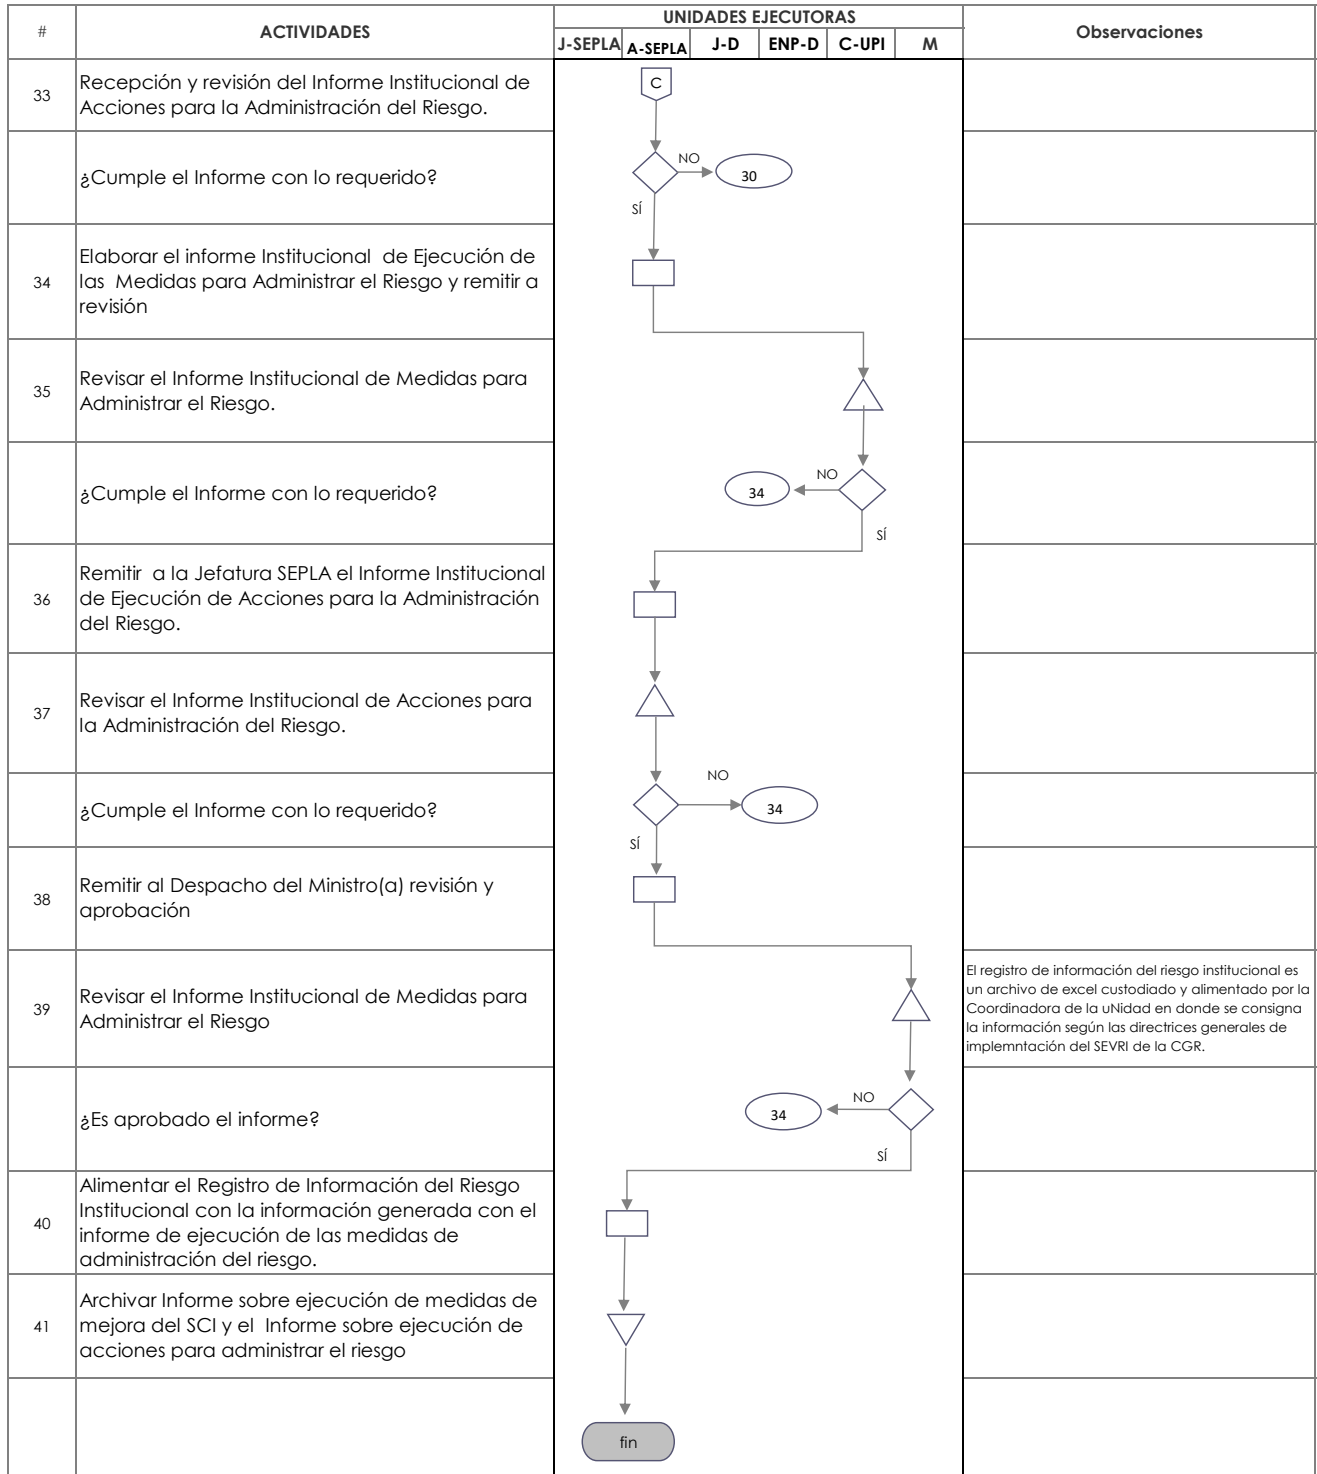 #
ACTIVIDADES
UNIDADES EJECUTORAS
Observaciones
J-SEPLA A-SEPLA J-D ENP-D C-UPI M
33
Recepción y revisión del Informe Institucional de
Acciones para la Administración del Riesgo.
C
¿Cumple el Informe con lo requerido?
NO
30
SÍ
34
Elaborar el informe Institucional de Ejecución de
las Medidas para Administrar el Riesgo y remitir a
revisión
35
Revisar el Informe Institucional de Medidas para
Administrar el Riesgo.
¿Cumple el Informe con lo requerido?
NO
34
SÍ
36
Remitir a la Jefatura SEPLA el Informe Institucional
de Ejecución de Acciones para la Administración
del Riesgo.
37
Revisar el Informe Institucional de Acciones para
la Administración del Riesgo.
¿Cumple el Informe con lo requerido?
NO
34
SÍ
38
Remitir al Despacho del Ministro(a) revisión y
aprobación
39
Revisar el Informe Institucional de Medidas para
Administrar el Riesgo
El registro de información del riesgo institucional es
un archivo de excel custodiado y alimentado por la
Coordinadora de la uNidad en donde se consigna
la información según las directrices generales de
implemntación del SEVRI de la CGR.
¿Es aprobado el informe?
NO
34
SÍ
40
Alimentar el Registro de Información del Riesgo
Institucional con la información generada con el
informe de ejecución de las medidas de
administración del riesgo.
41
Archivar Informe sobre ejecución de medidas de
mejora del SCI y el Informe sobre ejecución de
acciones para administrar el riesgo
fin